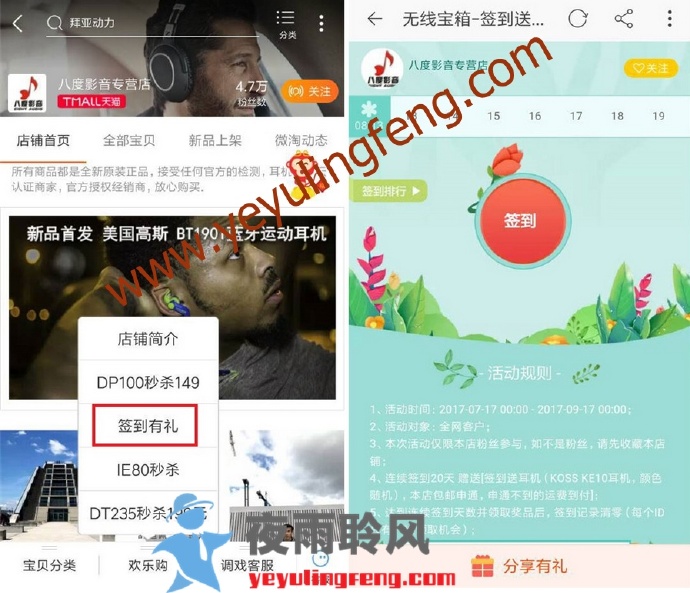 拜亚动力
分类
八度影音专营店
TMALL天猫
4.7万
粉丝数
关注
店铺首页
全部宝贝
新品上架
微淘动态
所有商品都是全新原装正品，接受任何官方的检测，耳机
认证商家，官方授权经销商，放心购买.
新品首发 美国高斯 BT190I蓝牙运动耳机
店铺简介
DP100秒杀149
签到有礼
IE80秒杀
DT235秒杀199元
宝贝分类
欢乐购
调戏客服
无线宝箱-签到送...
八度影音
八度影音专营店
关注
13
14
15
16
17
18
19
签到排行
签到
- 活动规则 -
1、活动时间：2017-07-17 00:00 - 2017-09-17 00:00；
2、活动对象：全网客户；
3、本次活动仅限本店粉丝参与，如不是粉丝，请先收藏本店
铺；
4、连续签到20天 赠送[签到送耳机（KOSS KE10耳机，颜色
随机），本店包邮申通，申通不到的运费到付]；
5、达到连续签到天数并领取奖品后，签到记录清零（每个ID
取机会）；
分享有礼
www.yeyulingfeng.com
夜雨聆风
yeyulingfeng.com